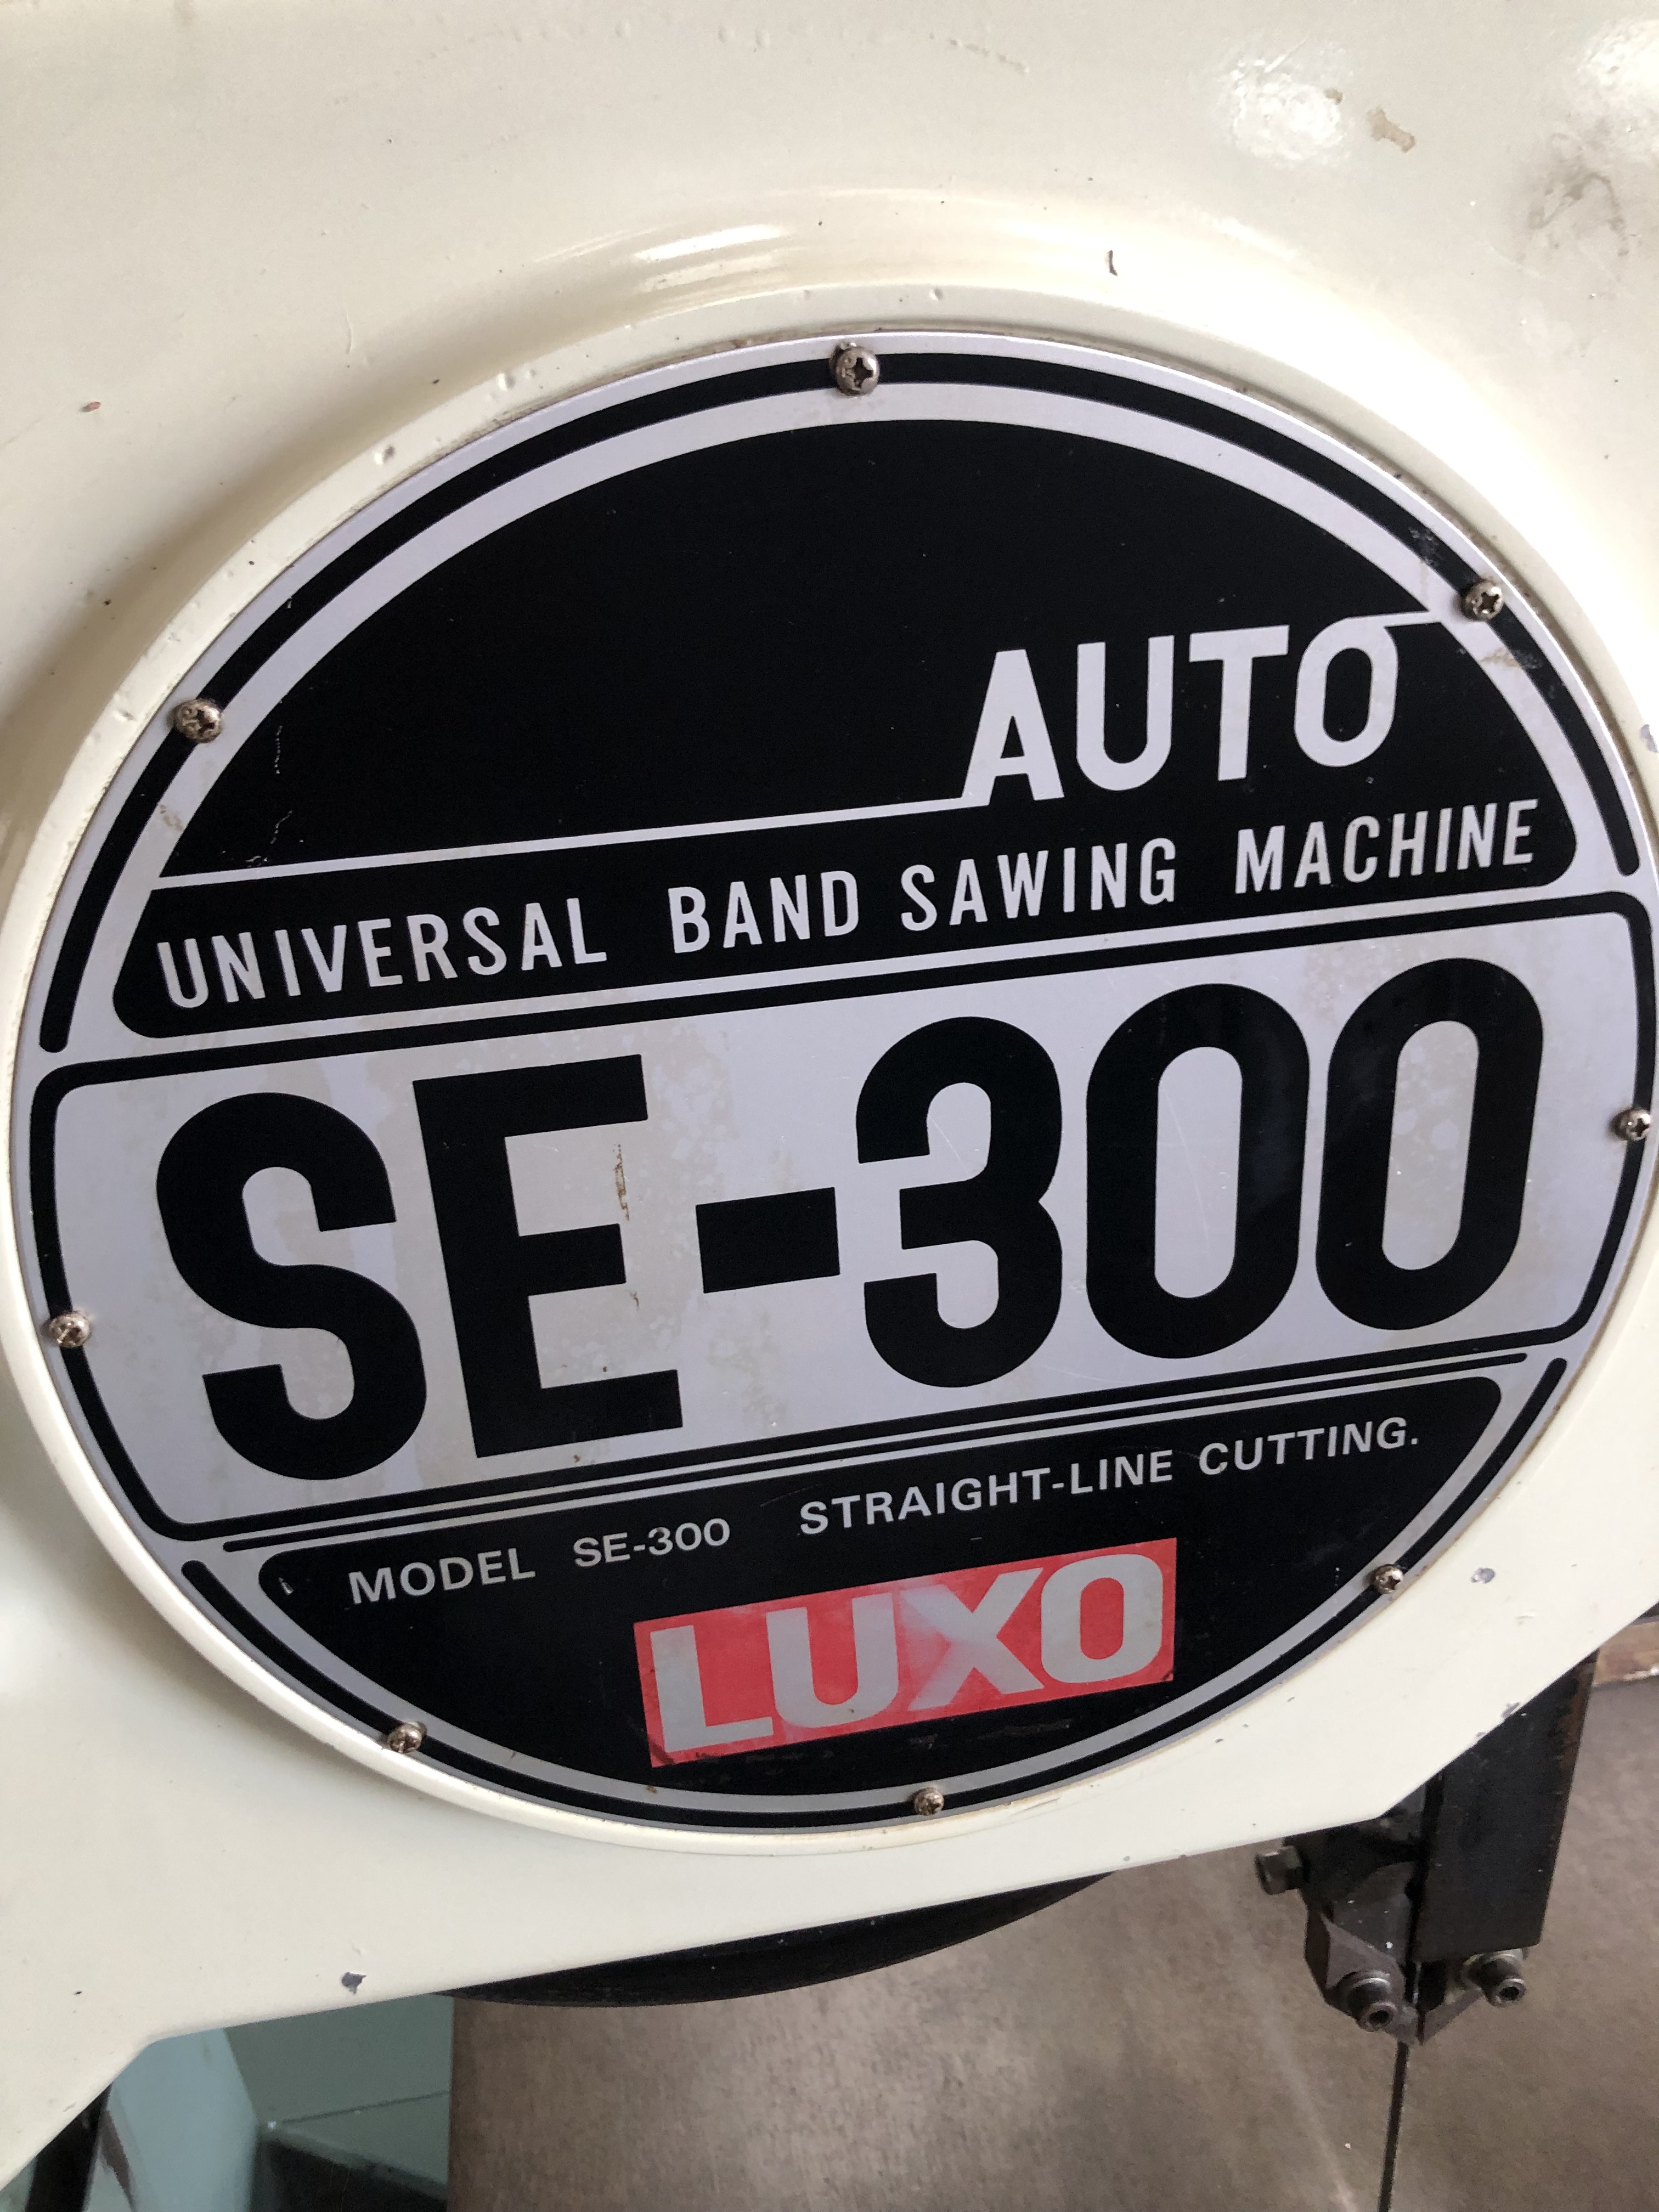 AUTO
UNIVERSAL BAND SAWING MACHINE
SE-300
MODEL SE-300 STRAIGHT-LINE CUTTING.
LUXO